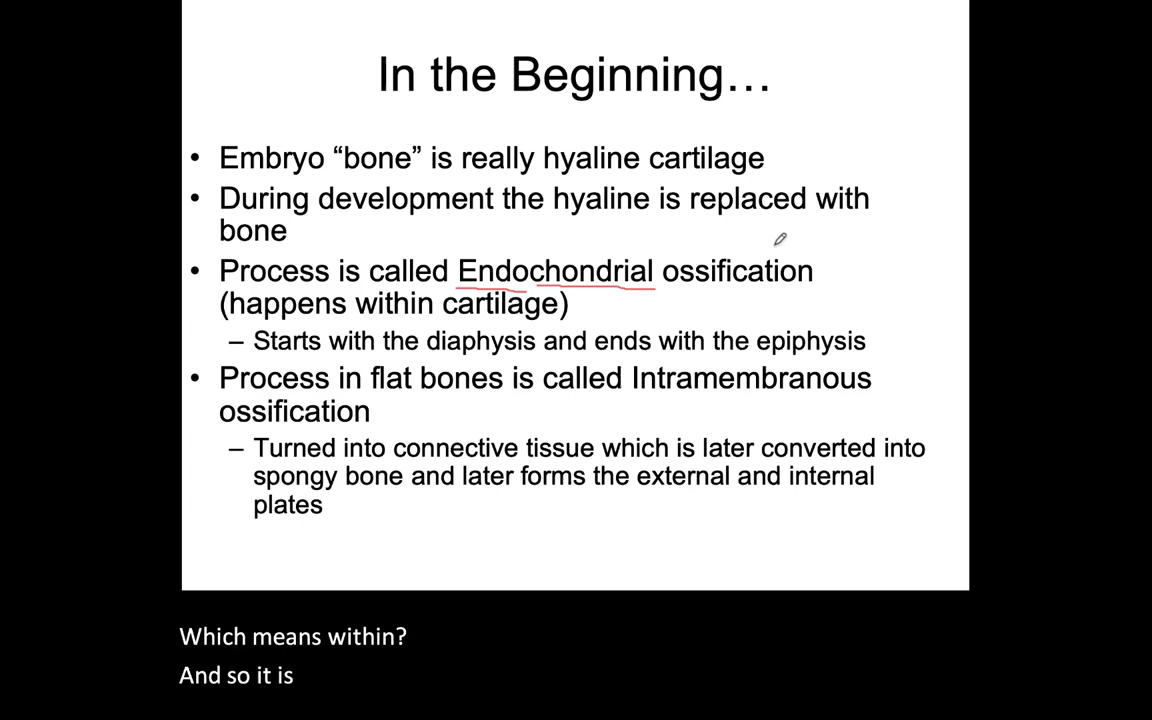 In the Beginning…
• Embryo “bone” is really hyaline cartilage
• During development the hyaline is replaced with
bone
• Process is called Endochondrial ossification
(happens within cartilage)
– Starts with the diaphysis and ends with the epiphysis
• Process in flat bones is called Intramembranous
ossification
– Turned into connective tissue which is later converted into
spongy bone and later forms the external and internal
plates
Which means within?
And so it is